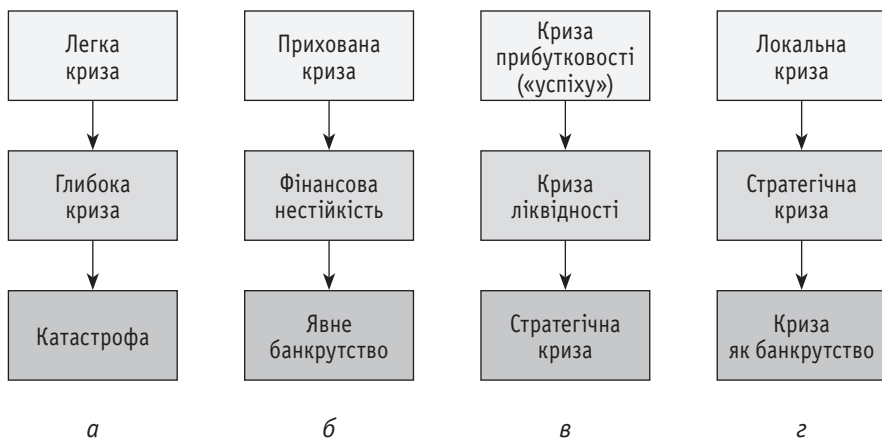 Легка
криза
Глибока
криза
Катастрофа
а
Прихована
криза
Фінансова
нестійкість
Явне
банкрутство
б
Криза
прибутковості
(«успіху»)
Криза
ліквідності
Стратегічна
криза
в
Локальна
криза
Стратегічна
криза
Криза
як банкрутство
г